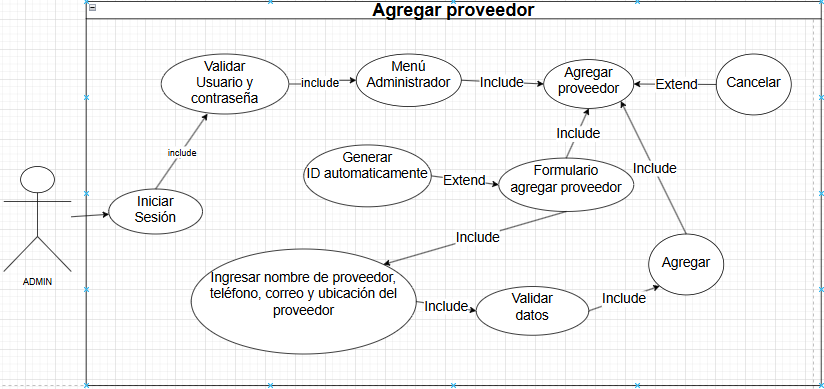 Agregar proveedor
Validar
Usuario y
contraseña
include
Menú
Administrador
Include
Agregar
proveedor
Extend
Cancelar
include
Include
Generar
ID automaticamente
Extend
Formulario
agregar proveedor
Include
Iniciar
Sesión
ADMIN
Include
Ingresar nombre de proveedor,
teléfono, correo y ubicación del
proveedor
Include
Validar
datos
Include
Agregar